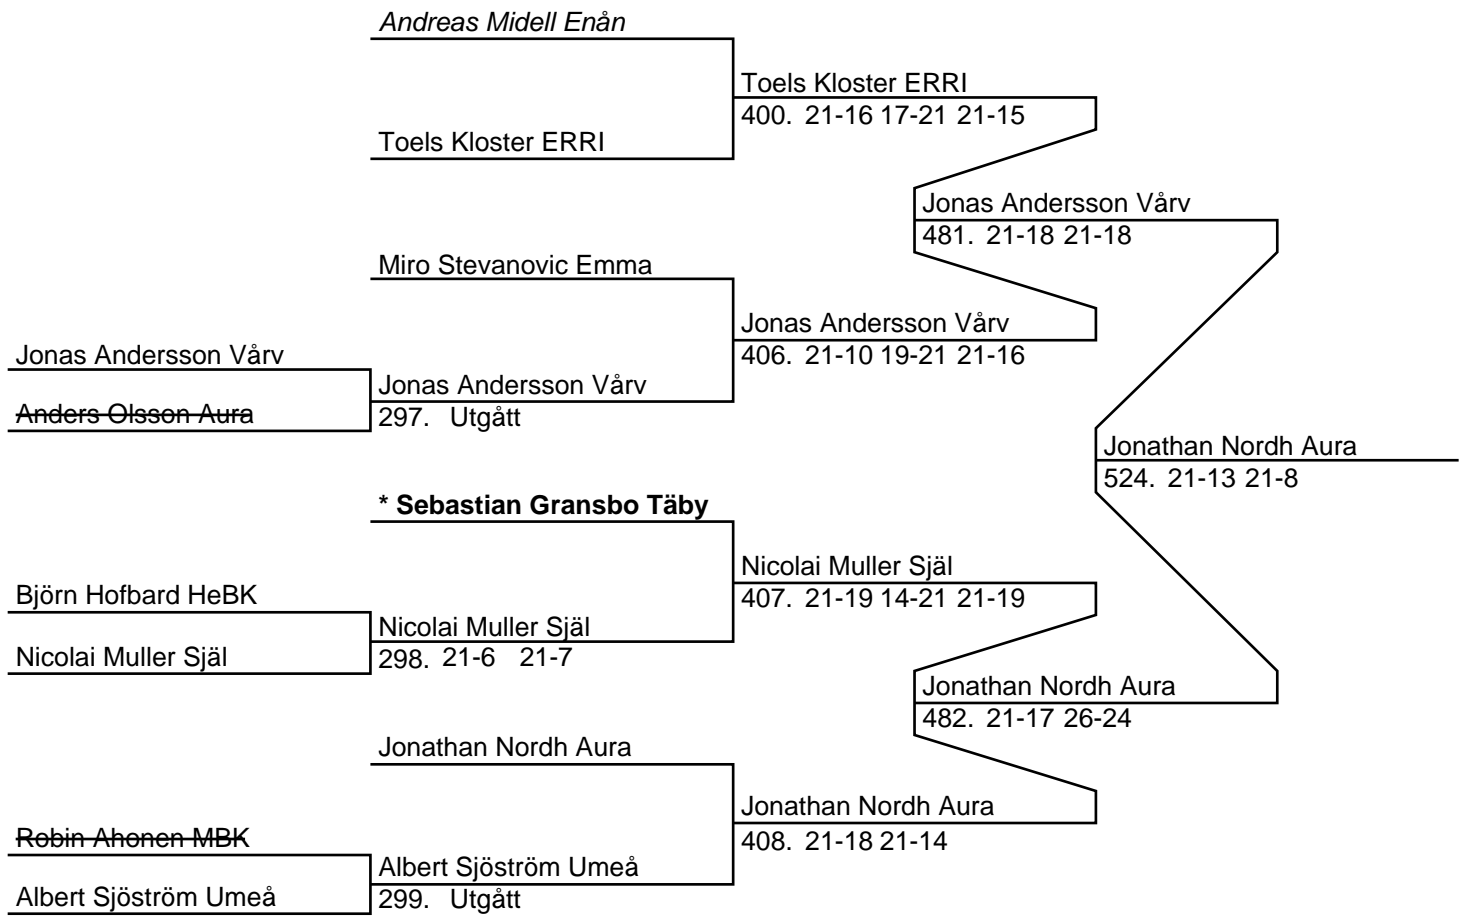 Andreas Midell Enån
Toels Kloster ERRI
400. 21-16 17-21 21-15
Toels Kloster ERRI
Jonas Andersson Vårv
481. 21-18 21-18
Miro Stevanovic Emma
Jonas Andersson Vårv
406. 21-10 19-21 21-16
Jonas Andersson Vårv
Anders Olsson Aura
Jonas Andersson Vårv
297. Utgått
Jonathan Nordh Aura
524. 21-13 21-8
* Sebastian Gransbo Täby
Nicolai Muller Själ
407. 21-19 14-21 21-19
Björn Hofbard HeBK
Nicolai Muller Själ
Nicolai Muller Själ
298. 21-6 21-7
Jonathan Nordh Aura
482. 21-17 26-24
Jonathan Nordh Aura
Jonathan Nordh Aura
408. 21-18 21-14
Robin Ahonen MBK
Albert Sjöström Umeå
Albert Sjöström Umeå
299. Utgått